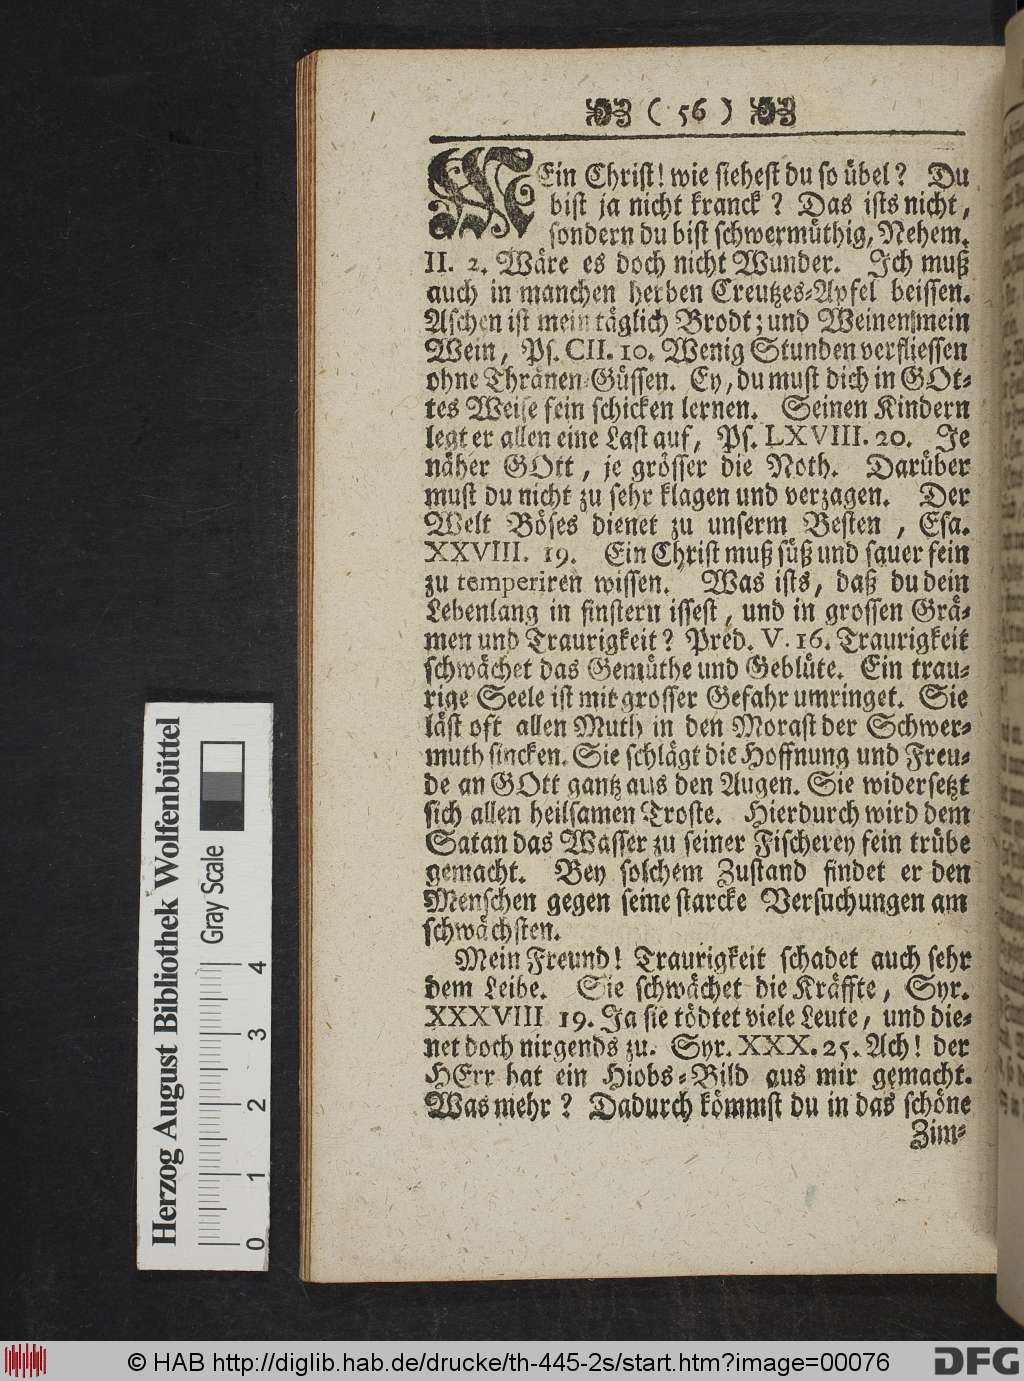 ( 56 )
MEin Christ! wie siehest du so übel? Du
bist ja nicht kranck? Das ists nicht,
sondern du bist schwermüthig, Nehem.
II. 2. Wäre es doch nicht Wunder. Ich muß
auch in manchen herben Creutzes-Apfel beissen.
Aschen ist mein täglich Brodt; und Weinen mein
Wein, Ps. CII. 10. Wenig Stunden verfliessen
ohne Thränen-Güssen. Ey, du must dich in GOt-
tes Weise fein schicken lernen. Seinen Kindern
legt er allen eine Last auf, Ps. LXVIII. 20. Je
näher GOtt, je grösser die Noth. Darüber
must du nicht zu sehr klagen und verzagen. Der
Welt Böses dienet zu unserm Besten, Esa.
XXVIII. 19. Ein Christ muß süß und sauer fein
zu temperiren wissen. Was ists, daß du dein
Lebenlang in finstern issest, und in grossen Grä-
men und Traurigkeit? Pred. V. 16. Traurigkeit
schwächet das Gemüthe und Geblüte. Ein trau-
rige Seele ist mit grosser Gefahr umringet. Sie
läst oft allen Muth in den Morast der Schwer-
muth sincken. Sie schlägt die Hoffnung und Freu-
de an GOtt gantz aus den Augen. Sie widersetzt
sich allen heilsamen Troste. Hierdurch wird dem
Satan das Wasser zu seiner Fischerey fein trübe
gemacht. Bey solchem Zustand findet er den
Menschen gegen seine starcke Versuchungen am
schwächsten.
Mein Freund! Traurigkeit schadet auch sehr
dem Leibe. Sie schwächet die Kräffte, Syr.
XXXVIII 19. Ja sie tödtet viele Leute, und die-
net doch nirgends zu. Syr. XXX. 25. Ach! der
HErr hat ein Hiobs-Bild aus mir gemacht.
Was mehr? Dadurch kömmst du in das schöne
Zim-
Herzog August Bibliothek Wolfenbüttel
Gray Scale
0 1 2 3 4
© HAB http://diglib.hab.de/drucke/th-445-2s/start.htm?image=00076
DFG